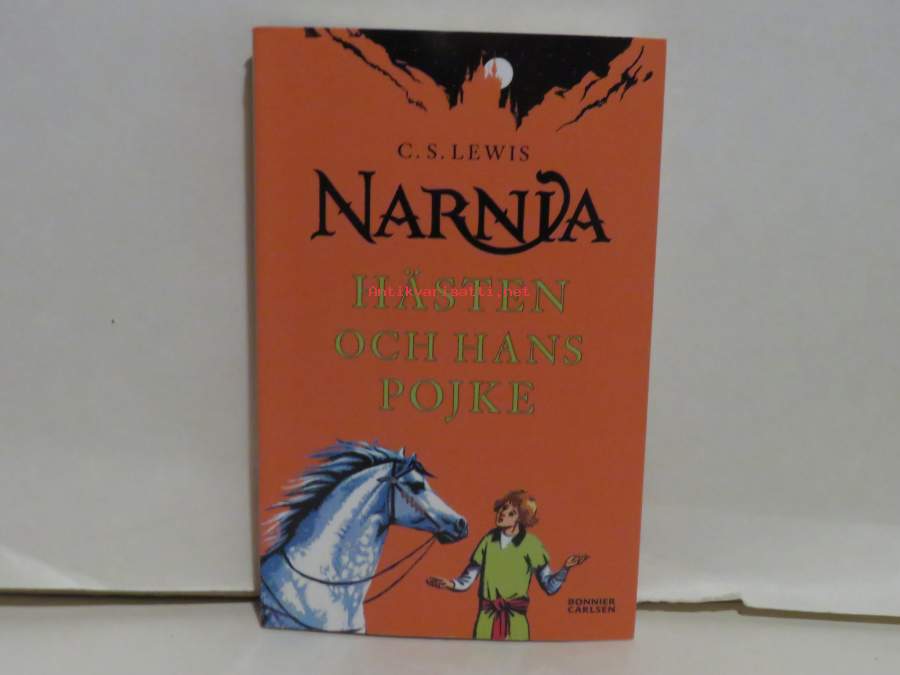 C. S. LEWIS
NARNIA
HÄSTEN
Antikvariaatti.net
OCH HANS
POJKE
BONNIER
CARLSEN